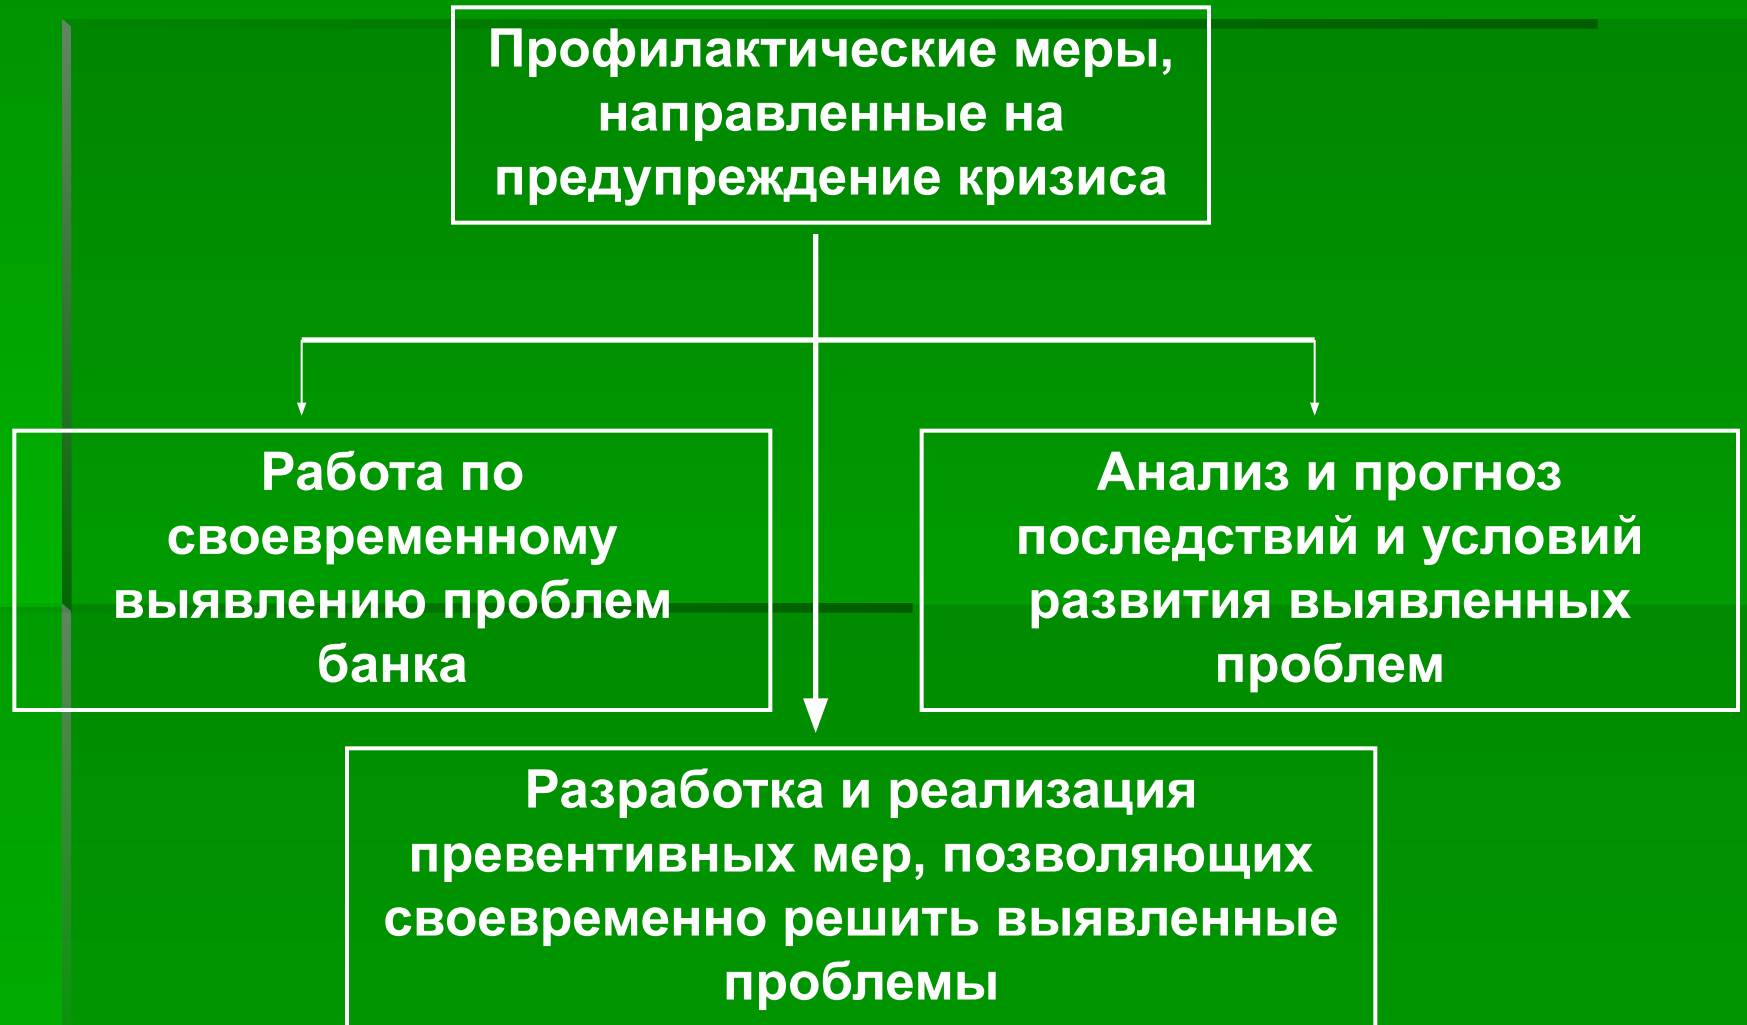 Профилактические меры,
направленные на
предупреждение кризиса
Работа по
своевременному
выявлению проблем
банка
Анализ и прогноз
последствий и условий
развития выявленных
проблем
Разработка и реализация
превентивных мер, позволяющих
своевременно решить выявленные
проблемы